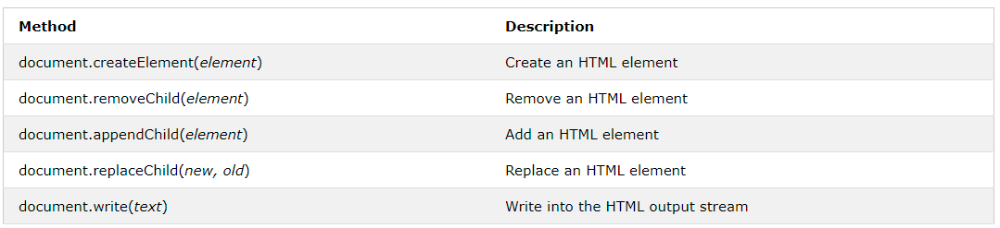 Method Description
document.createElement(element) Create an HTML element
document.removeChild(element) Remove an HTML element
document.appendChild(element) Add an HTML element
document.replaceChild(new, old) Replace an HTML element
document.write(text) Write into the HTML output stream